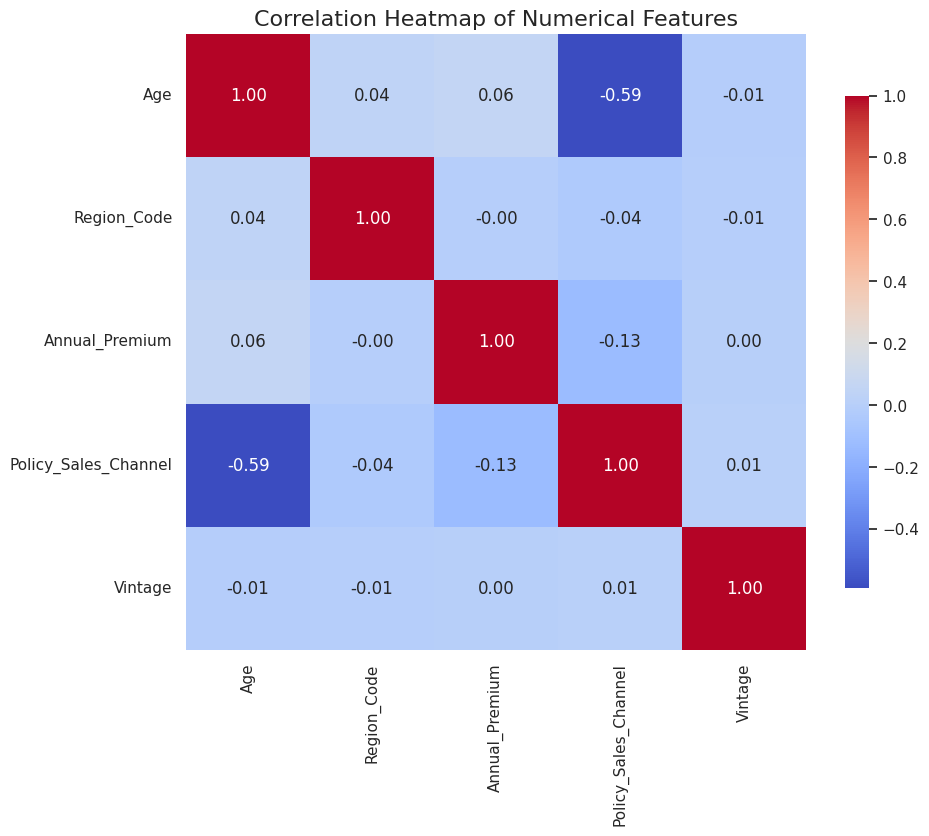 Correlation Heatmap of Numerical Features
Age 1.00 0.04 0.06 -0.59 -0.01
Region_Code 0.04 1.00 -0.00 -0.04 -0.01
Annual_Premium 0.06 -0.00 1.00 -0.13 0.00
Policy_Sales_Channel -0.59 -0.04 -0.13 1.00 0.01
Vintage -0.01 -0.01 0.00 0.01 1.00
Age
Region_Code
Annual_Premium
Policy_Sales_Channel
Vintage
1.0
0.8
0.6
0.4
0.2
0.0
−0.2
−0.4